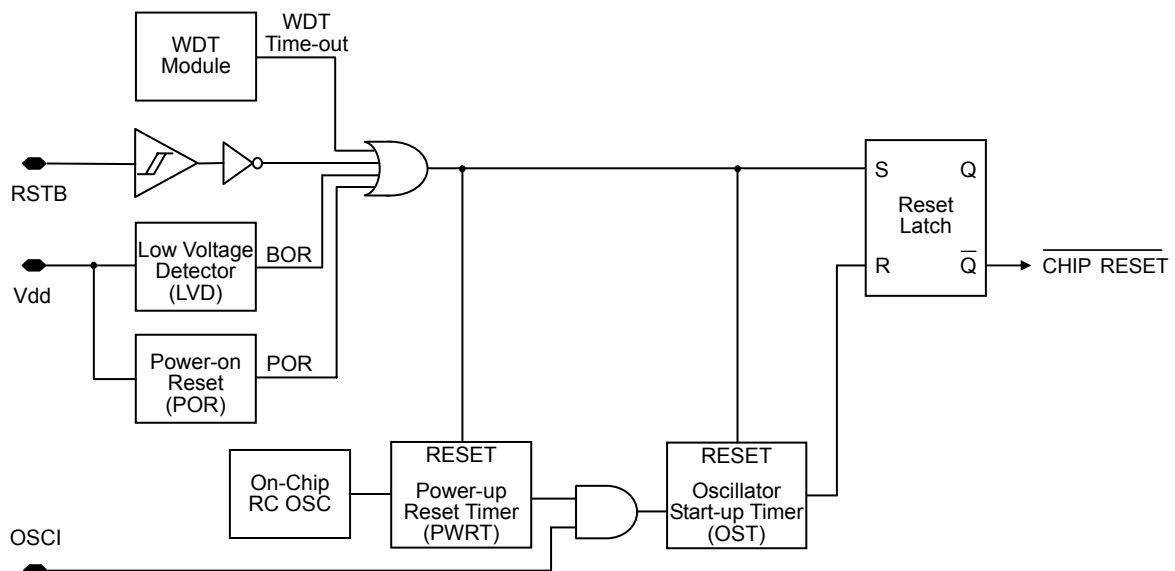 WDT
Module
WDT
Time-out
RSTB
Low Voltage
Detector
(LVD)
BOR
Vdd
Power-on
Reset
(POR)
POR
S
Q
Reset
Latch
R
Q
CHIP RESET
On-Chip
RC OSC
RESET
Power-up
Reset Timer
(PWRT)
RESET
Oscillator
Start-up Timer
(OST)
OSCI